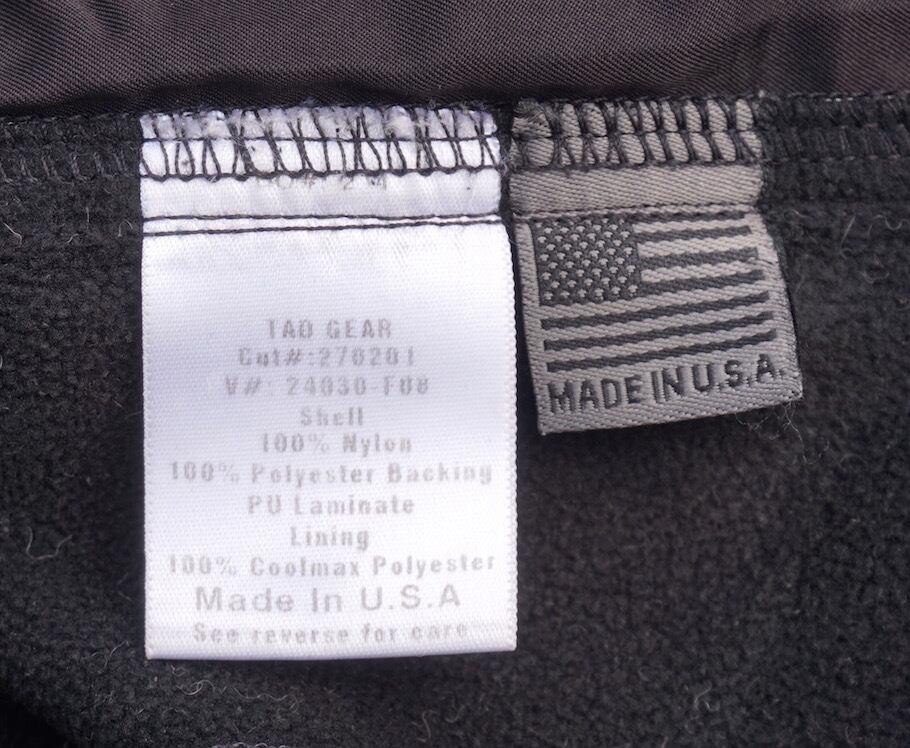 TAD GEAR
Cut#:270201
V#: 24030-F08
Shell
100% Nylon
100% Polyester Backing
PU Laminate
Lining
100% Coolmax Polyester
Made In U.S.A
See reverse for care
MADE IN U.S.A.